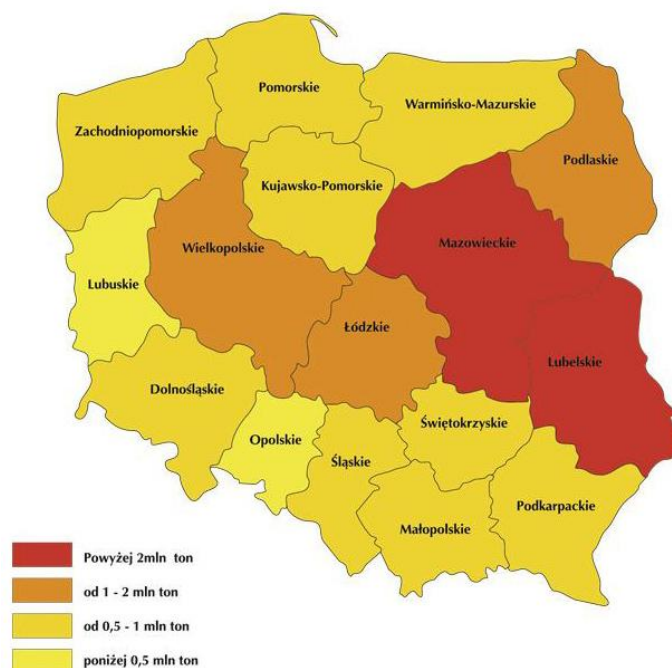 Pomorskie
Warmińsko-Mazurskie
Zachodniopomorskie
Podlaskie
Kujawsko-Pomorskie
Mazowieckie
Wielkopolskie
Lubuskie
Łódzkie
Lubelskie
Dolnośląskie
Świętokrzyskie
Opolskie
Śląskie
Podkarpackie
Małopolskie
Powyżej 2mln ton
od 1 - 2 mln ton
od 0,5 - 1 mln ton
poniżej 0,5 mln ton